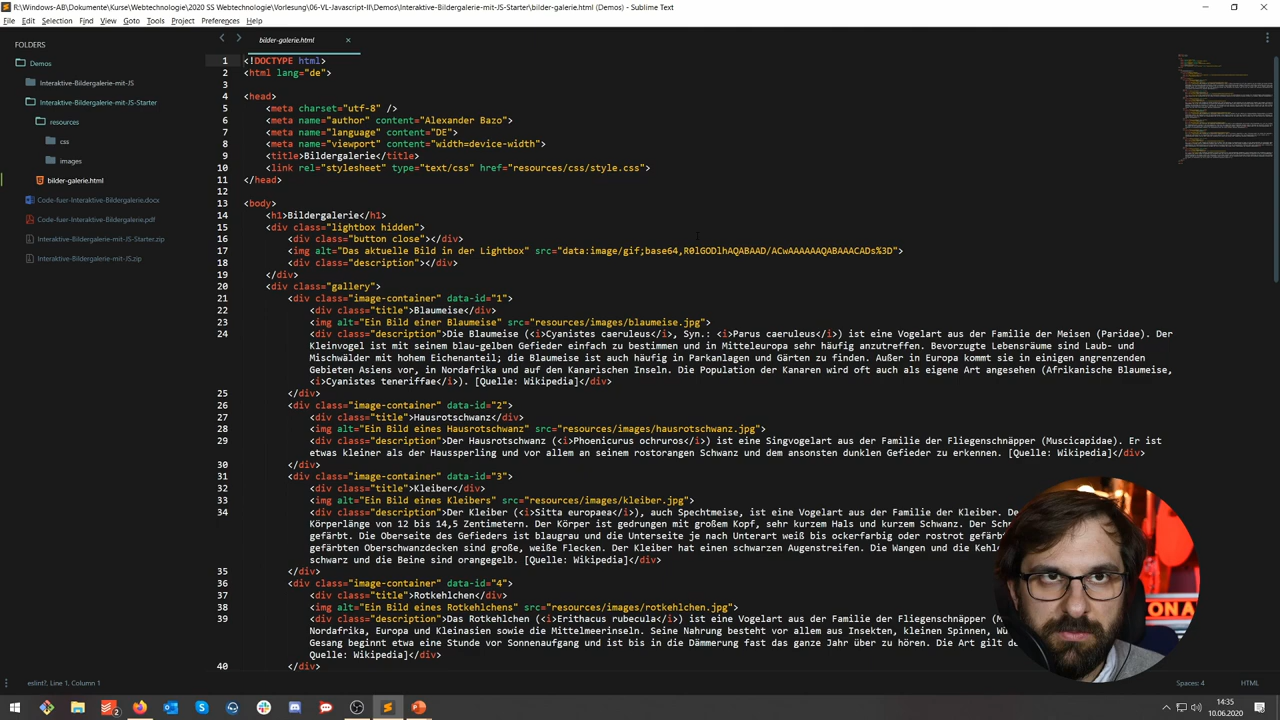 R:\Windows-AB\Dokumente\Kurse\Webtechnologie\2020 SS Webtechnologie\Vorlesung\06-VL-Javascript-II\Demos\Interaktive-Bildergalerie-mit-JS-Starter\bilder-galerie.html (Demos) - Sublime Text
File Edit Selection Find View Goto Tools Project Preferences Help
FOLDERS
Demos
Interaktive-Bildergalerie-mit-JS
Interaktive-Bildergalerie-mit-JS-Starter
resources
css
images
bilder-galerie.html
Code-fuer-Interaktive-Bildergalerie.docx
Code-fuer-Interaktive-Bildergalerie.pdf
Interaktive-Bildergalerie-mit-JS-Starter.zip
Interaktive-Bildergalerie-mit-JS.zip
bilder-galerie.html
1 <!DOCTYPE html>
2 <html lang="de">
3
4 <head>
5 <meta charset="utf-8" />
6 <meta name="author" content="Alexander Bazo">
7 <meta name="language" content="DE">
8 <meta name="viewport" content="width=device-width">
9 <title>Bildergalerie</title>
10 <link rel="stylesheet" type="text/css" href="resources/css/style.css">
11 </head>
12
13 <body>
14 <h1>Bildergalerie</h1>
15 <div class="lightbox hidden">
16 <div class="button close"></div>
17 <img alt="Das aktuelle Bild in der Lightbox" src="data:image/gif;base64,R0lGODlhAQABAAD/ACwAAAAAAQABAAACADs%3D">
18 <div class="description"></div>
19 </div>
20 <div class="gallery">
21 <div class="image-container" data-id="1">
22 <div class="title">Blaumeise</div>
23 <img alt="Ein Bild einer Blaumeise" src="resources/images/blaumeise.jpg">
24 <div class="description">Die Blaumeise (<i>Cyanistes caeruleus</i>, Syn.: <i>Parus caeruleus</i>) ist eine Vogelart aus der Familie der Meisen (Paridae). Der
Kleinvogel ist mit seinem blau-gelben Gefieder einfach zu bestimmen und in Mitteleuropa sehr häufig anzutreffen. Bevorzugte Lebensräume sind Laub- und
Mischwälder mit hohem Eichenanteil; die Blaumeise ist auch häufig in Parkanlagen und Gärten zu finden. Außer in Europa kommt sie in einigen angrenzenden
Gebieten Asiens vor, in Nordafrika und auf den Kanarischen Inseln. Die Population der Kanaren wird oft auch als eigene Art angesehen (Afrikanische Blaumeise,
<i>Cyanistes teneriffae</i>). [Quelle: Wikipedia]</div>
25 </div>
26 <div class="image-container" data-id="2">
27 <div class="title">Hausrotschwanz</div>
28 <img alt="Ein Bild eines Hausrotschwanz" src="resources/images/hausrotschwanz.jpg">
29 <div class="description">Der Hausrotschwanz (<i>Phoenicurus ochruros</i>) ist eine Singvogelart aus der Familie der Fliegenschnäpper (Muscicapidae). Er ist
etwas kleiner als der Haussperling und vor allem an seinem rostorangen Schwanz und dem ansonsten dunklen Gefieder zu erkennen. [Quelle: Wikipedia]</div>
30 </div>
31 <div class="image-container" data-id="3">
32 <div class="title">Kleiber</div>
33 <img alt="Ein Bild eines Kleibers" src="resources/images/kleiber.jpg">
34 <div class="description">Der Kleiber (<i>Sitta europaea</i>), auch Spechtmeise, ist eine Vogelart aus der Familie der Kleiber. De
Körperlänge von 12 bis 14,5 Zentimetern. Der Körper ist gedrungen mit großem Kopf, sehr kurzem Hals und kurzem Schwanz. Der Sch
gefärbt. Die Oberseite des Gefieders ist blaugrau und die Unterseite je nach Unterart weiß bis ockerfarbig oder rostrot gefärb
gefärbten Oberschwanzdecken sind große, weiße Flecken. Der Kleiber hat einen schwarzen Augenstreifen. Die Wangen und die Kehl
schwarz und die Beine sind orangegelb. [Quelle: Wikipedia]</div>
35 </div>
36 <div class="image-container" data-id="4">
37 <div class="title">Rotkehlchen</div>
38 <img alt="Ein Bild eines Rotkehlchens" src="resources/images/rotkehlchen.jpg">
39 <div class="description">Das Rotkehlchen (<i>Erithacus rubecula</i>) ist eine Vogelart aus der Familie der Fliegenschnäpper (M
Nordafrika, Europa und Kleinasien sowie die Mittelmeerinseln. Seine Nahrung besteht vor allem aus Insekten, kleinen Spinnen, Wü
Gesang beginnt etwa eine Stunde vor Sonnenaufgang und ist bis in die Dämmerung fast das ganze Jahr über zu hören. Die Art gilt d
Quelle: Wikipedia]</div>
40 </div>
ONA
eslint?, Line 1, Column 1
Spaces: 4
HTML
2
14:35
10.06.2020